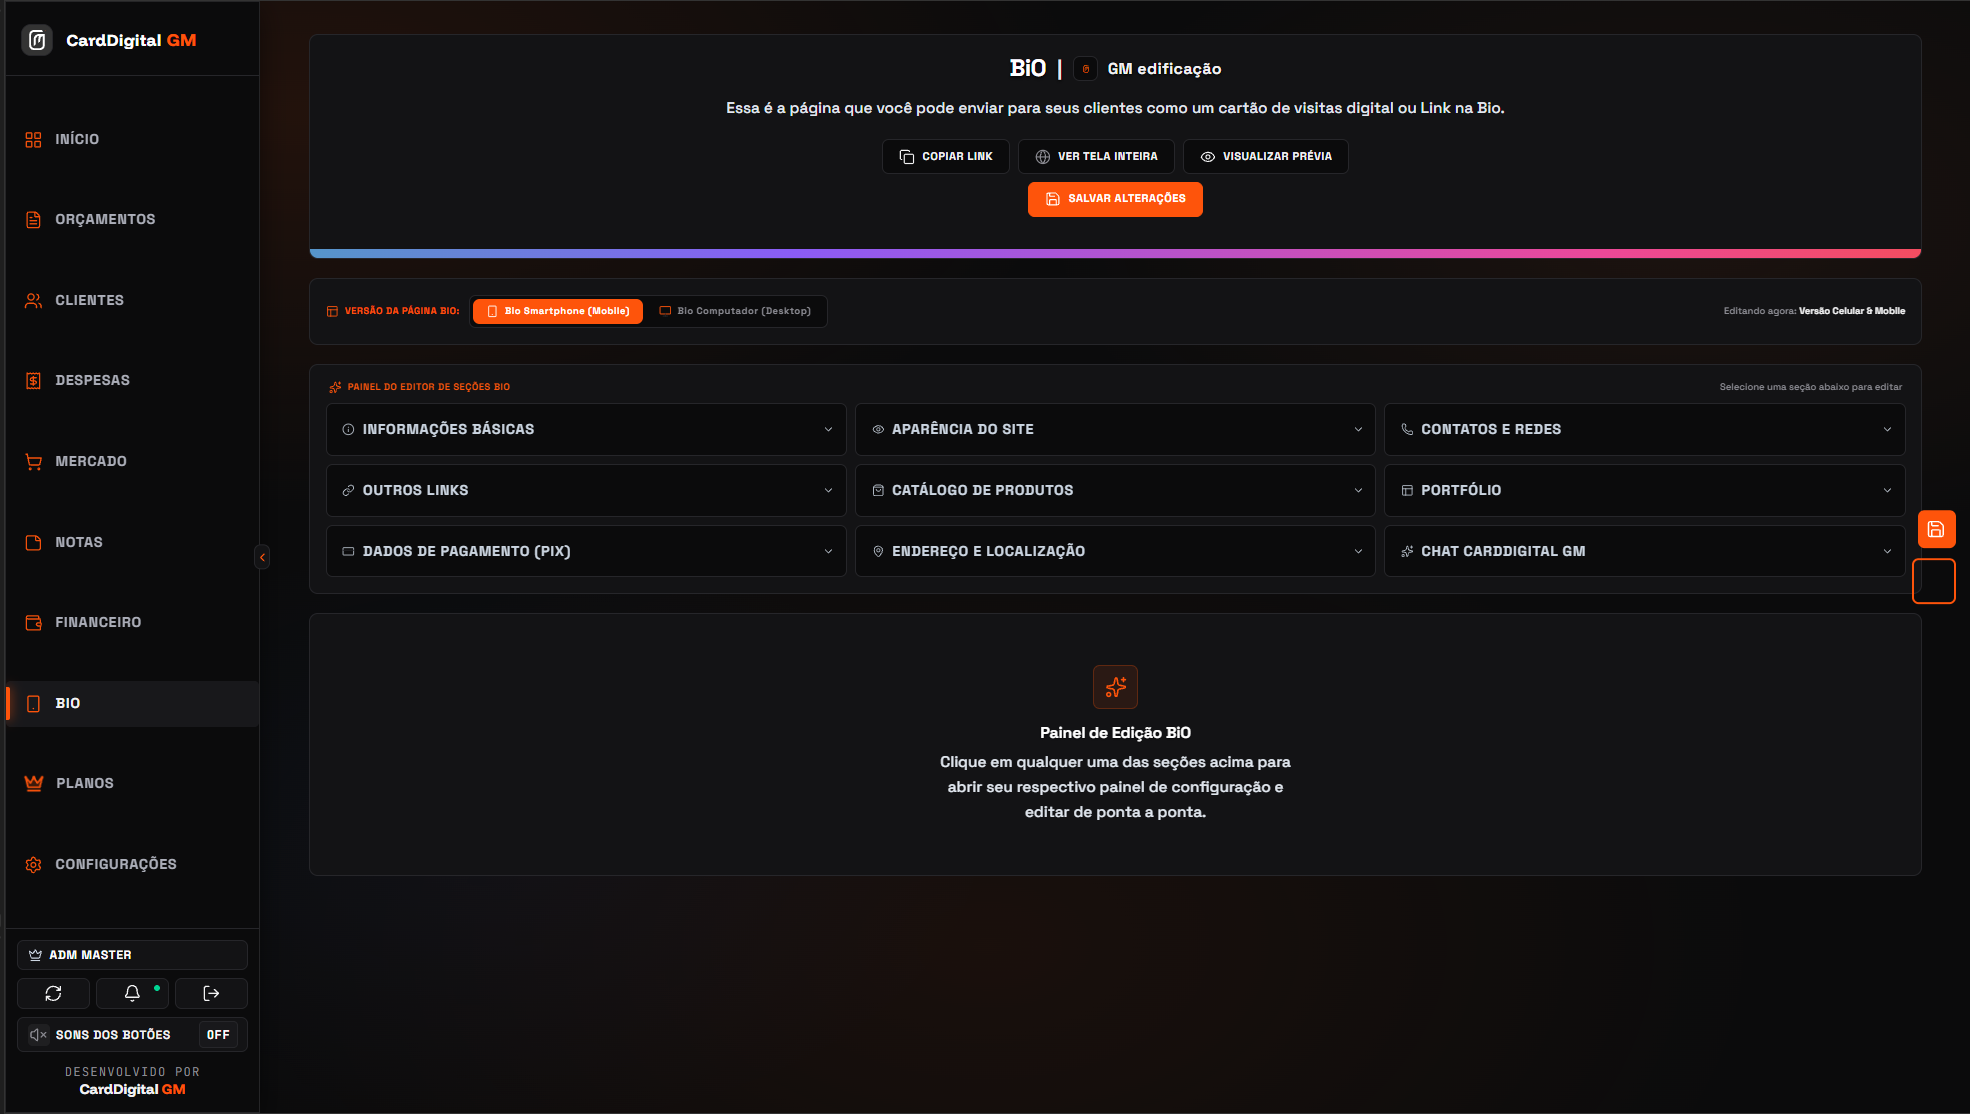 CardDigital GM
INÍCIO
ORÇAMENTOS
CLIENTES
DESPESAS
MERCADO
NOTAS
FINANCEIRO
BIO
PLANOS
CONFIGURAÇÕES
ADM MASTER
SONS DOS BOTÕES OFF
DESENVOLVIDO POR
CardDigital GM
BiO | GM edificação
Essa é a página que você pode enviar para seus clientes como um cartão de visitas digital ou Link na Bio.
COPIAR LINK VER TELA INTEIRA VISUALIZAR PRÉVIA
SALVAR ALTERAÇÕES
VERSÃO DA PÁGINA BIO: Bio Smartphone (Mobile) Bio Computador (Desktop) Editando agora: Versão Celular & Mobile
PAINEL DO EDITOR DE SEÇÕES BIO Selecione uma seção abaixo para editar
INFORMAÇÕES BÁSICAS APARÊNCIA DO SITE CONTATOS E REDES
OUTROS LINKS CATÁLOGO DE PRODUTOS PORTFÓLIO
DADOS DE PAGAMENTO (PIX) ENDEREÇO E LOCALIZAÇÃO CHAT CARDDIGITAL GM
Painel de Edição BiO
Clique em qualquer uma das seções acima para
abrir seu respectivo painel de configuração e
editar de ponta a ponta.